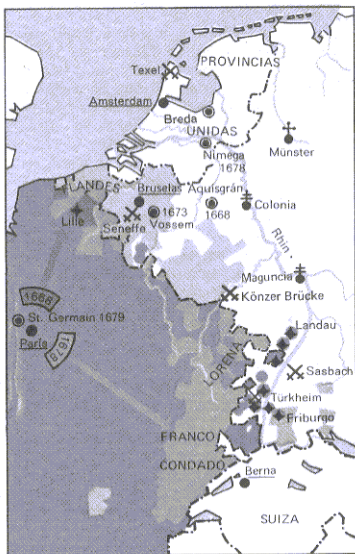 Texel
PROVINCIAS
Amsterdam
Breda
UNIDAS
Nimega
1678
Münster
LANDES
Bruselas
Aquisgrán
Lille
1673
1668
Colonia
Seneffe
Vossem
Rhin
Maguncia
Könzer Brücke
1668
St. Germain 1679
París
1678
Landau
LORENA
Sasbach
Türkheim
Friburgo
FRANCO
CONDADO
Berna
SUIZA